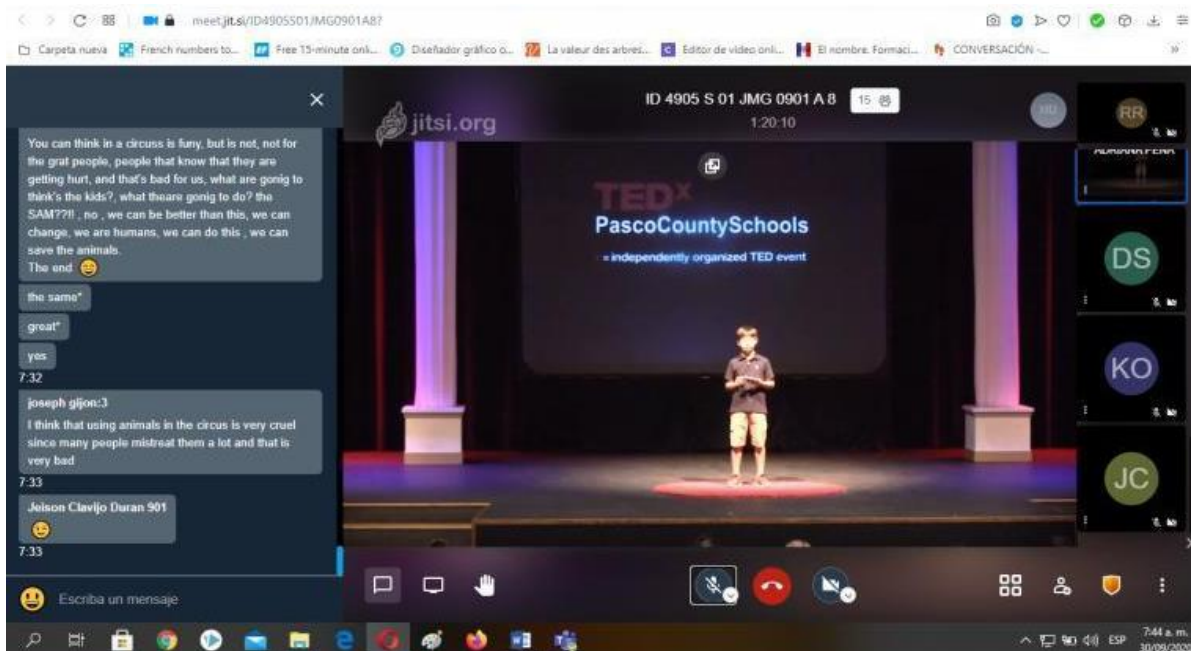 meet.jit.si/ID4905S01JMG0901A8?
Carpeta nueva
French numbers to...
Free 15-minute onli...
Diseñador gráfico o...
La valeur des arbres...
Editor de video onli...
El nombre. Formaci...
CONVERSACIÓN -...
You can think in a circuss is funy, but is not, not for
the grat people, people that know that they are
getting hurt, and that's bad for us, what are gonig to
think's the kids?, what theare gonig to do? the
SAM??!! , no , we can be better than this, we can
change, we are humans, we can do this , we can
save the animals.
The end
the same*
great*
yes
7:32
joseph gijon:3
I think that using animals in the circus is very cruel
since many people mistreat them a lot and that is
very bad
7:33
Jeison Clavijo Duran 901
7:33
Escriba un mensaje
jitsi.org
ID 4905 S 01 JMG 0901 A 8
15
1:20:10
TEDx
PascoCountySchools
= independently organized TED event
RR
ADRIANA PEÑA
DS
KO
JC
ESP
7:44 a. m.
30/09/2020